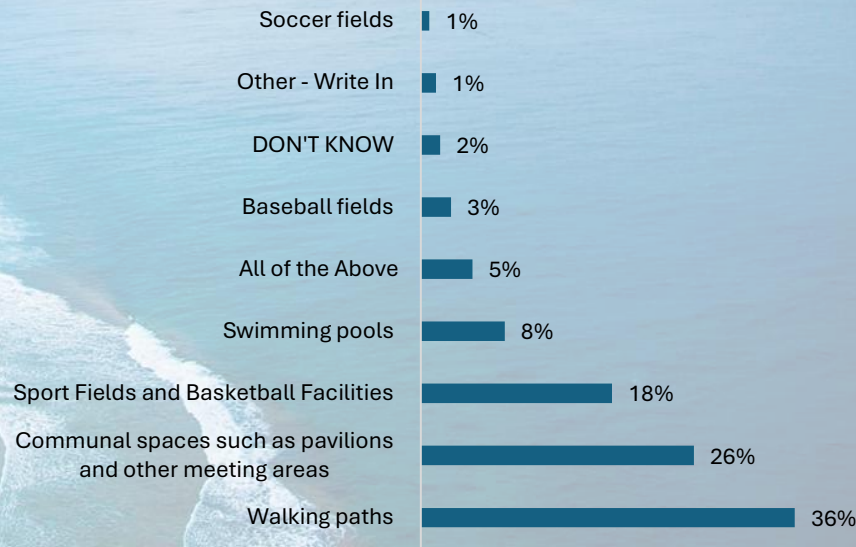 Soccer fields 1%
Other - Write In 1%
DON'T KNOW 2%
Baseball fields 3%
All of the Above 5%
Swimming pools 8%
Sport Fields and Basketball Facilities 18%
Communal spaces such as pavilions
and other meeting areas 26%
Walking paths 36%